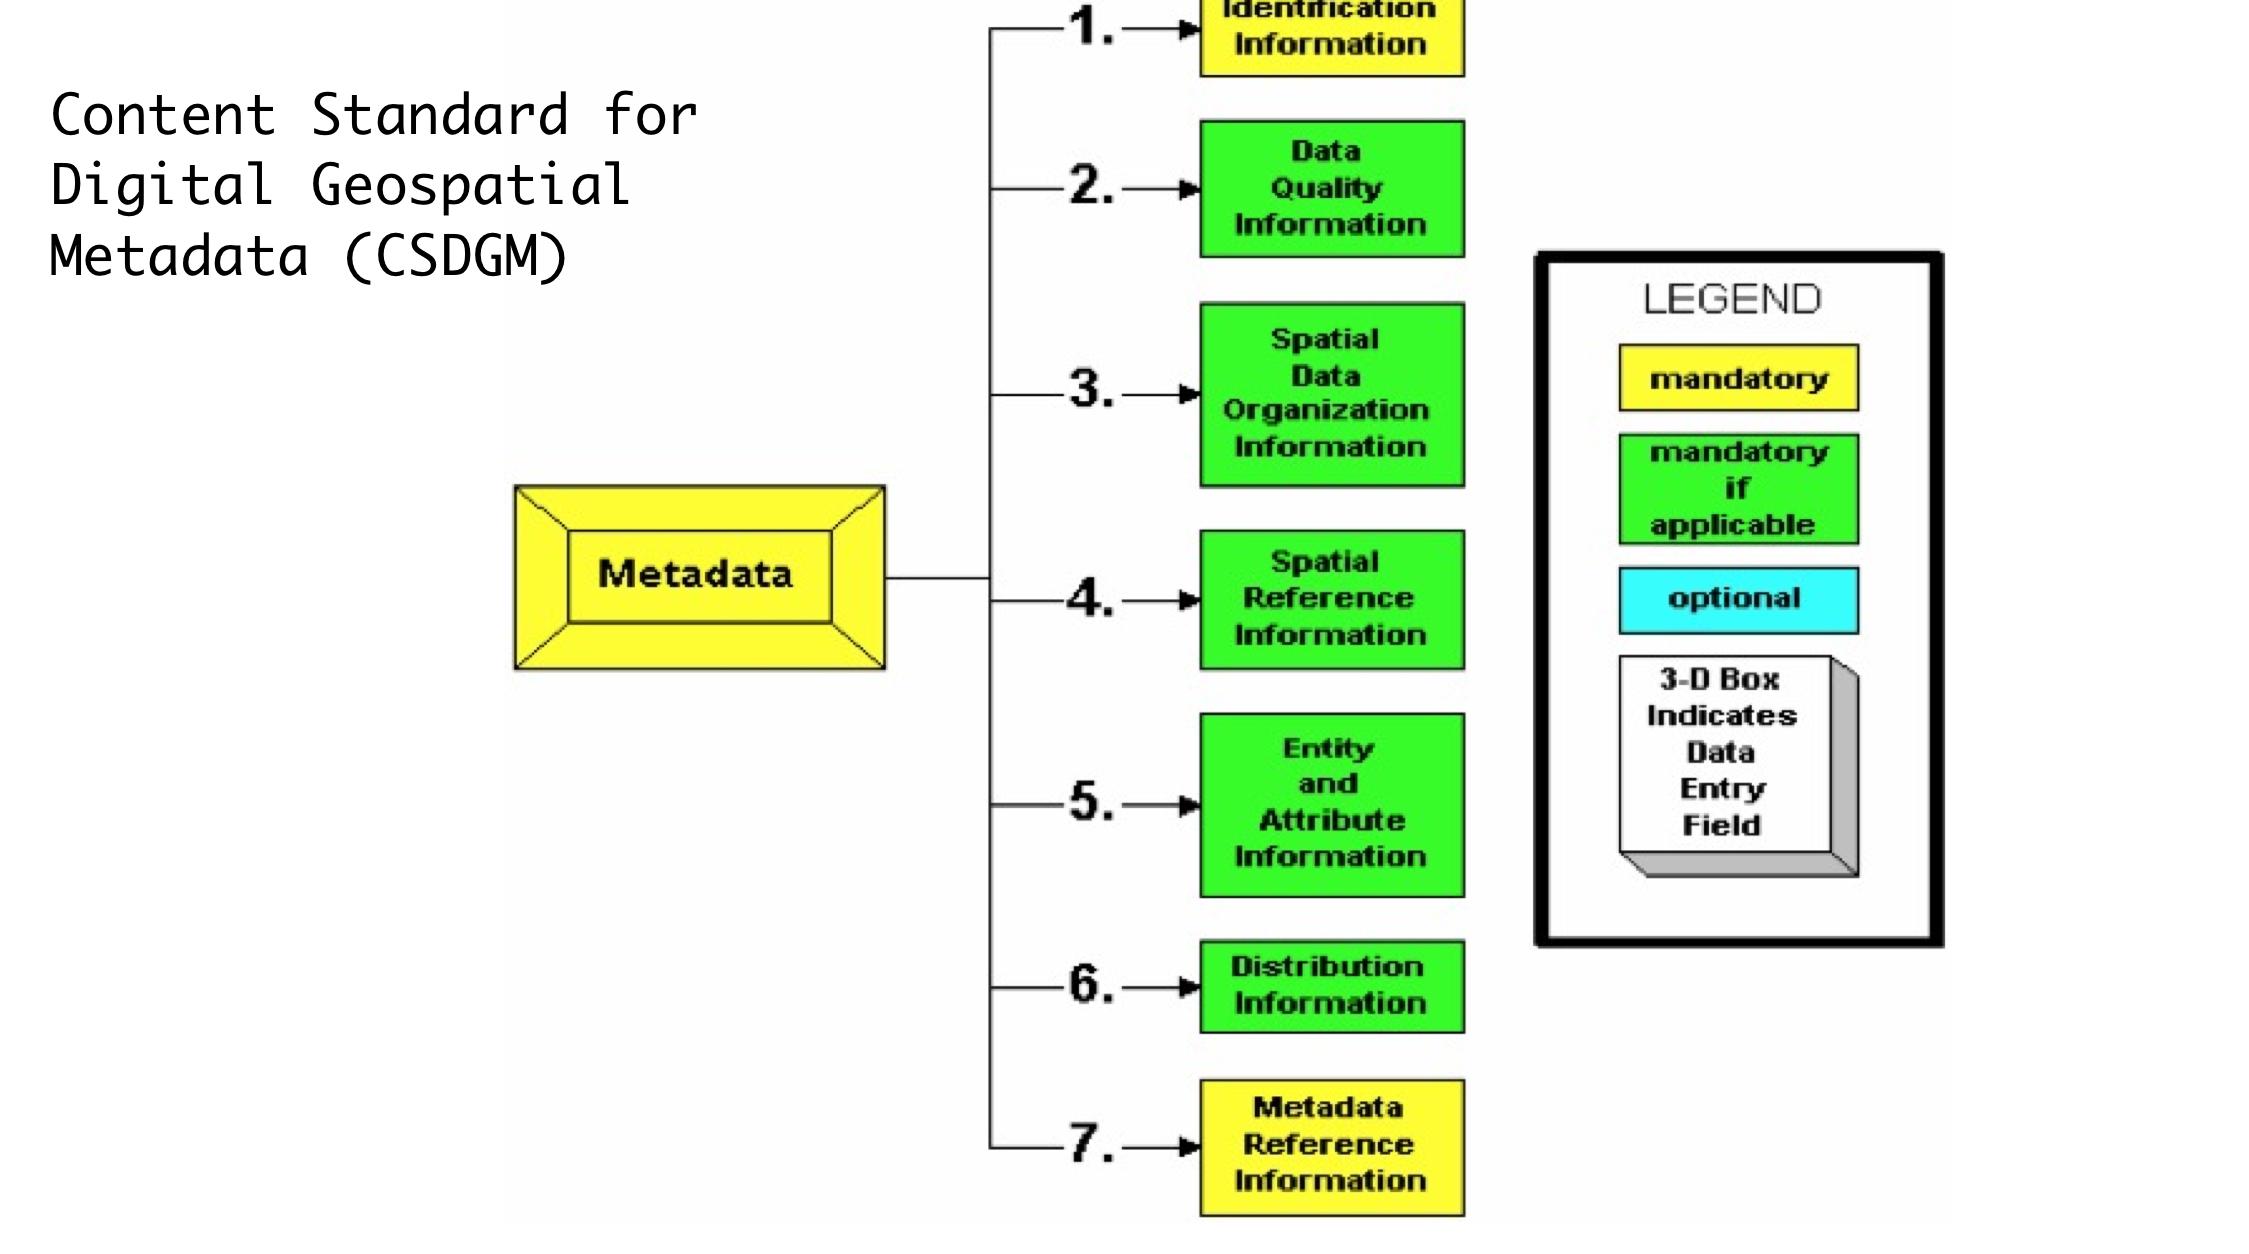 Content Standard for
Digital Geospatial
Metadata (CSDGM)
Metadata
1.
Identification
Information
2.
Data
Quality
Information
3.
Spatial
Data
Organization
Information
4.
Spatial
Reference
Information
5.
Entity
and
Attribute
Information
6.
Distribution
Information
7.
Metadata
Reference
Information
LEGEND
mandatory
mandatory
if
applicable
optional
3-D Box
Indicates
Data
Entry
Field